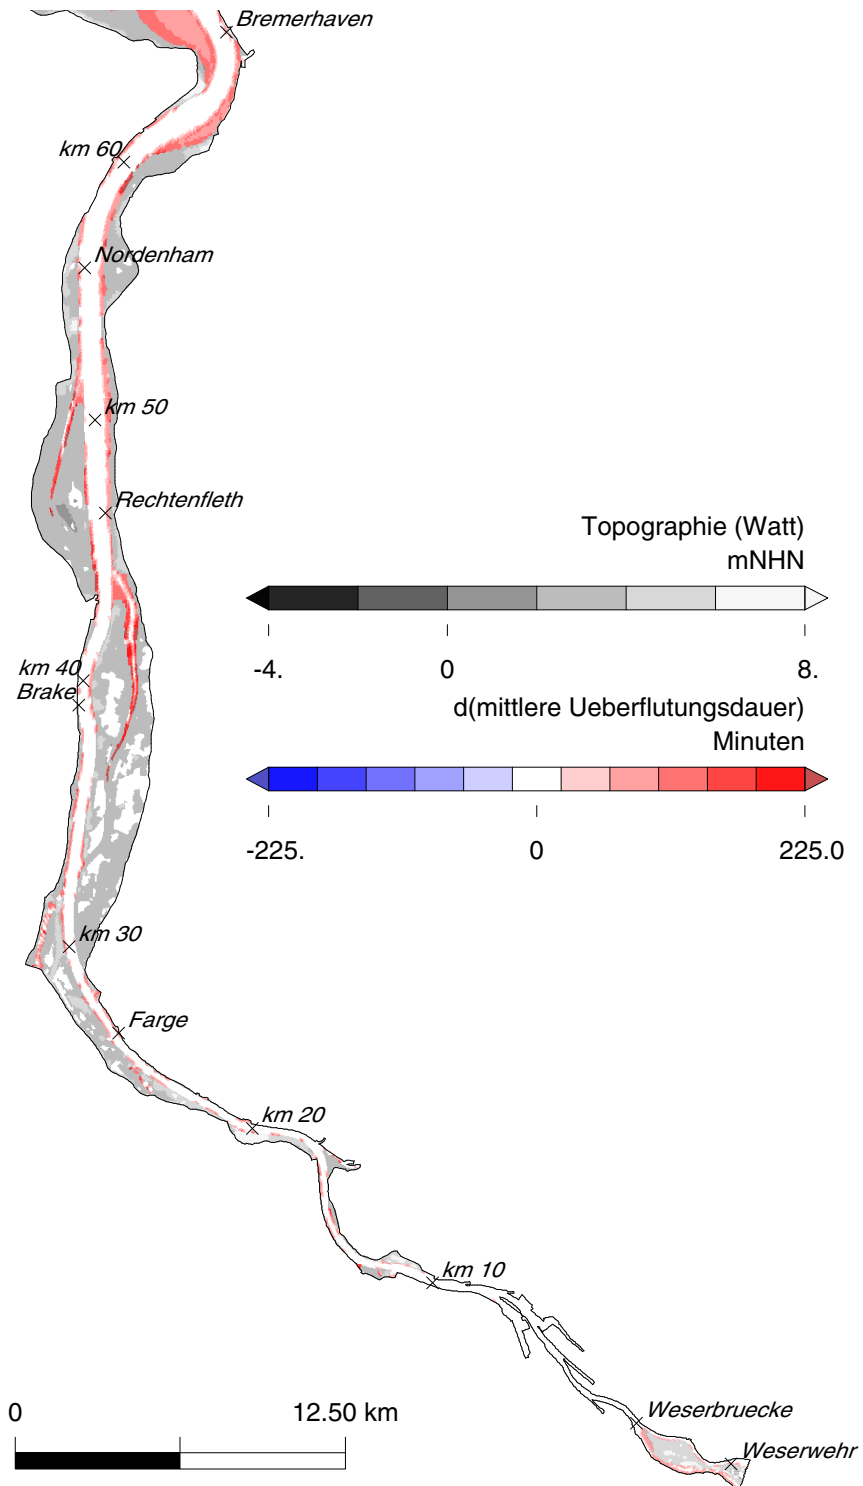 Bremerhaven
km 60
Nordenham
km 50
Rechtenfleth
Topographie (Watt)
mNHN
-4. 0 8.
km 40
Brake
d(mittlere Ueberflutungsdauer)
Minuten
-225. 0 225.0
km 30
Farge
km 20
km 10
0 12.50 km
Weserbruecke
Weserwehr